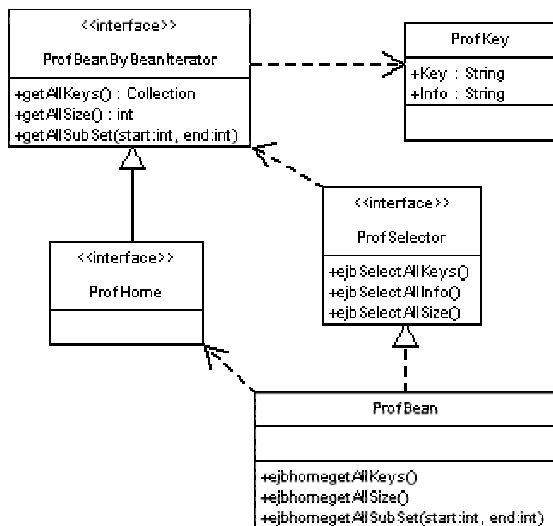 <<interface>>
ProfBeanByBeanIterator
+getAllKeys() : Collection
+getAllSize() : int
+getAllSubSet(start:int, end:int)
ProfKey
+Key : String
+Info : String
<<interface>>
ProfSelector
+ejbSelectAllKeys()
+ejbSelectAllInfo()
+ejbSelectAllSize()
<<interface>>
ProfHome
ProfBean
+ejbhomegetAllKeys()
+ejbhomegetAllSize()
+ejbhomegetAllSubSet(start:int, end:int)